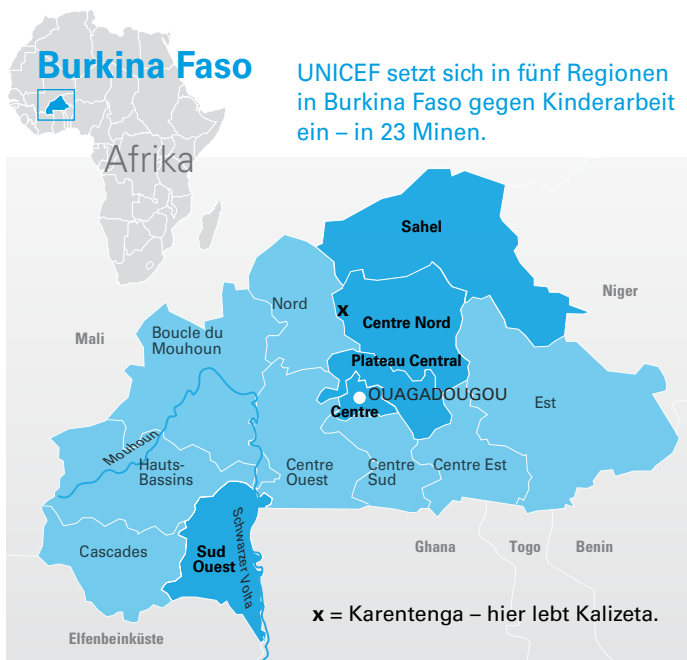 Burkina Faso
Afrika
UNICEF setzt sich in fünf Regionen
in Burkina Faso gegen Kinderarbeit
ein – in 23 Minen.
Sahel
Niger
Nord
x
Centre Nord
Mali
Boucle du
Mouhoun
Plateau Central
OUAGADOUGOU
Centre
Est
Mouhoun
Hauts-
Bassins
Centre
Ouest
Centre
Sud
Centre Est
Schwarzer Volta
Cascades
Sud
Ouest
Ghana
Togo
Benin
x = Karentenga – hier lebt Kalizeta.
Elfenbeinküste